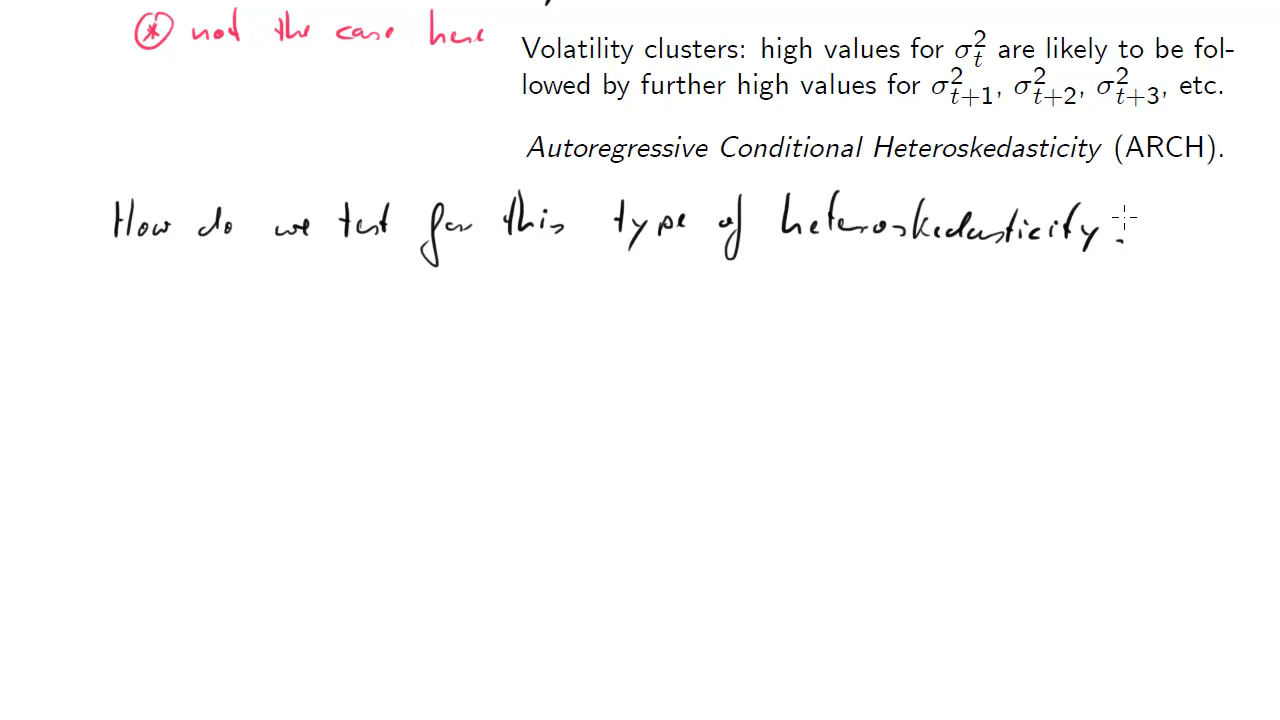 ⊛ not the case here
Volatility clusters: high values for σ²_t are likely to be fol-
lowed by further high values for σ²_{t+1}, σ²_{t+2}, σ²_{t+3}, etc.
Autoregressive Conditional Heteroskedasticity (ARCH).
How do we test for this type of heteroskedasticity :